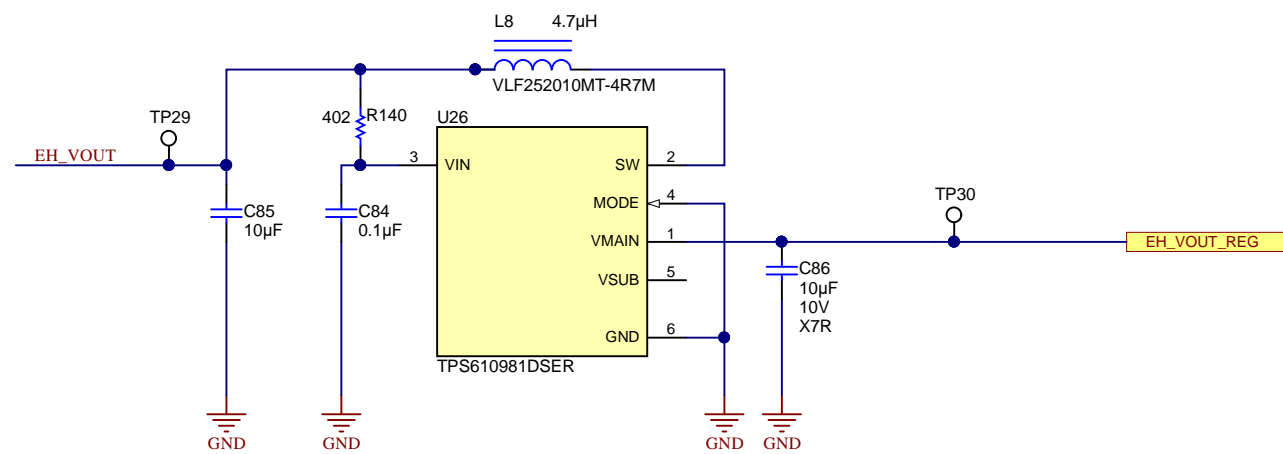 L8 4.7µH
VLF252010MT-4R7M
TP29
402 R140
U26
EH_VOUT
3 VIN
SW 2
MODE 4
TP30
C85
10µF
C84
0.1µF
VMAIN 1
EH_VOUT_REG
VSUB 5
C86
10µF
10V
X7R
GND 6
TPS610981DSER
GND
GND
GND
GND